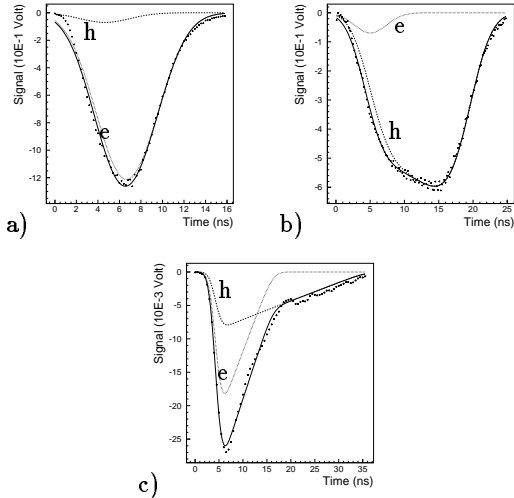 Signal (10E-1 Volt)
0
-2
-4
-6
-8
-10
-12
h
e
0 2 4 6 8 10 12 14 16
Time (ns)
a)
Signal (10E-1 Volt)
0
-1
-2
-3
-4
-5
-6
e
h
0 5 10 15 20 25
Time (ns)
b)
Signal (10E-3 Volt)
0
-5
-10
-15
-20
-25
h
e
0 5 10 15 20 25 30 35
Time (ns)
c)